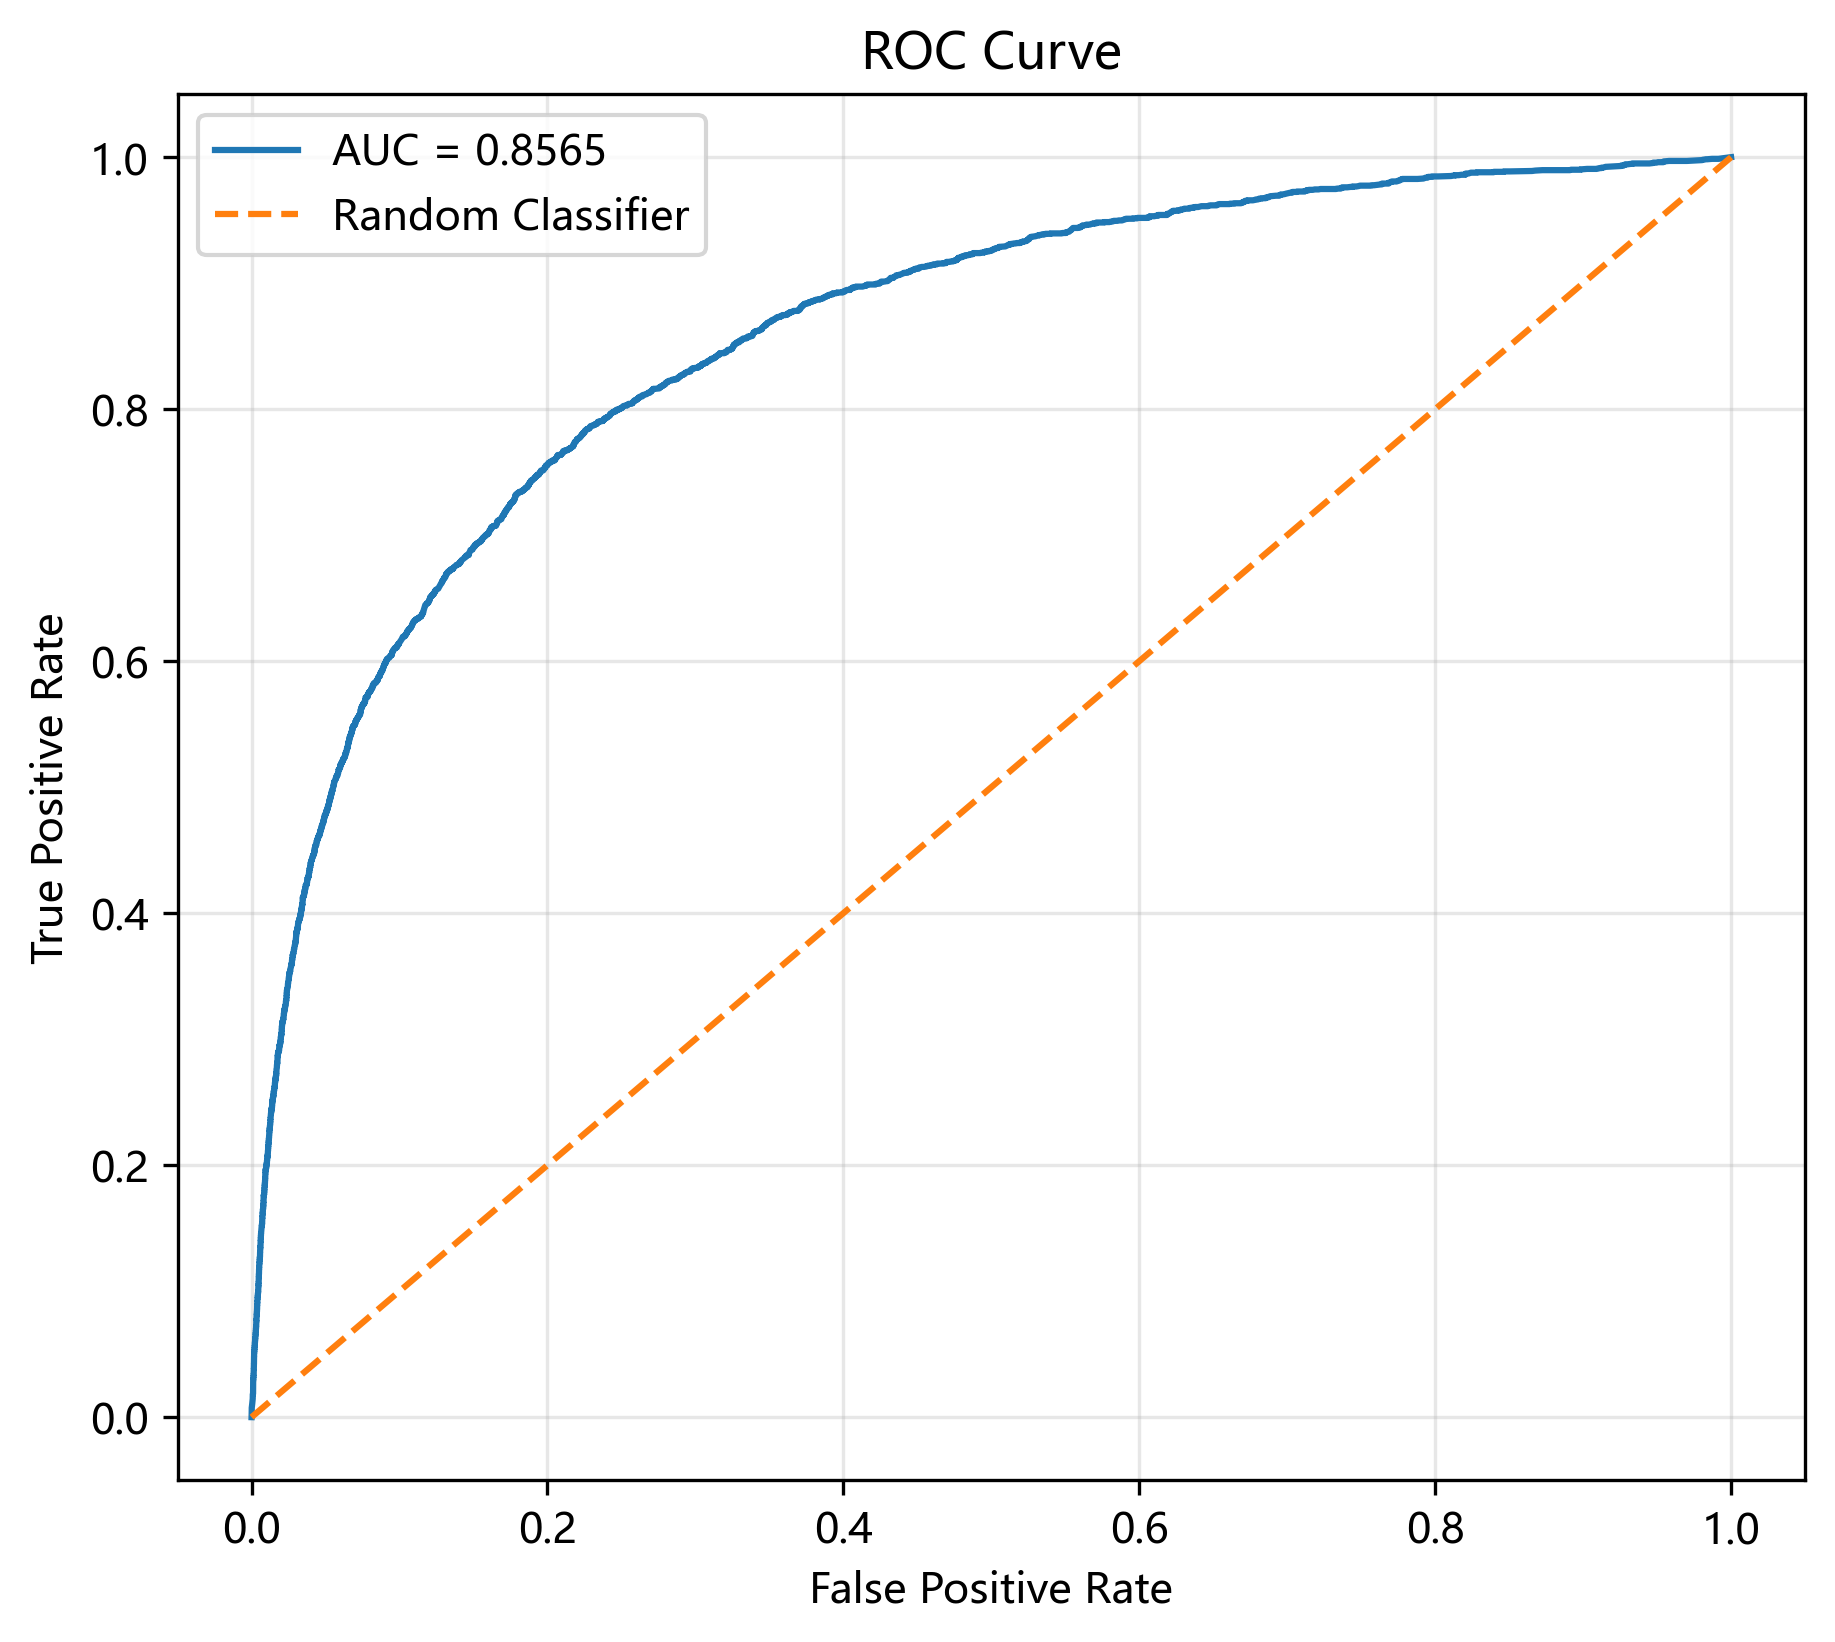 ROC Curve
AUC = 0.8565
Random Classifier
True Positive Rate
1.0
0.8
0.6
0.4
0.2
0.0
0.0 0.2 0.4 0.6 0.8 1.0
False Positive Rate